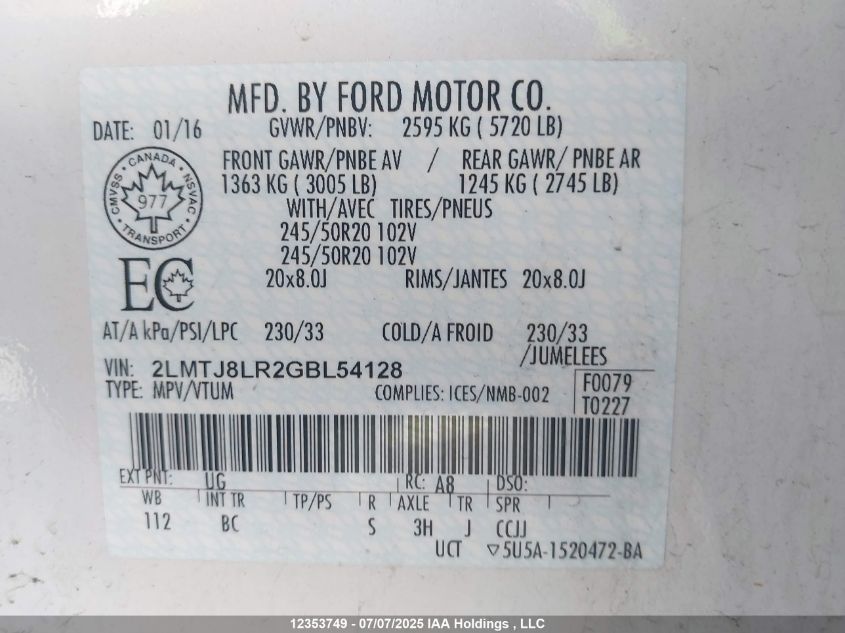 MFD. BY FORD MOTOR CO.
DATE: 01/16 GVWR/PNBV: 2595 KG ( 5720 LB)
FRONT GAWR/PNBE AV / REAR GAWR/ PNBE AR
1363 KG ( 3005 LB) 1245 KG ( 2745 LB)
WITH/AVEC TIRES/PNEUS
245/50R20 102V
245/50R20 102V
20x8.0J RIMS/JANTES 20x8.0J
CANADA
CMVSS NSVAC
977
TRANSPORT
EC
AT/A kPa/PSI/LPC 230/33 COLD/A FROID 230/33
/JUMELEES
VIN: 2LMTJ8LR2GBL54128
TYPE: MPV/VTUM COMPLIES: ICES/NMB-002
F0079
T0227
EXT PNT: UG RC: A8 DSO:
WB INT TR TP/PS R AXLE TR SPR
112 BC S 3H J CCJJ
UCT ▽5U5A-1520472-BA
12353749 - 07/07/2025 IAA Holdings , LLC